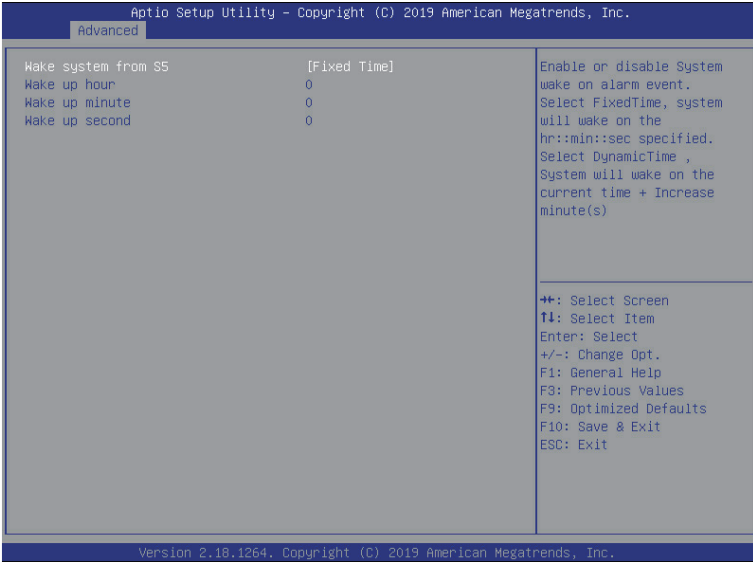 Aptio Setup Utility – Copyright (C) 2019 American Megatrends, Inc.
Advanced
Wake system from S5 [Fixed Time]
Wake up hour 0
Wake up minute 0
Wake up second 0
Enable or disable System
wake on alarm event.
Select FixedTime, system
will wake on the
hr::min::sec specified.
Select DynamicTime ,
System will wake on the
current time + Increase
minute(s)
→←: Select Screen
↑↓: Select Item
Enter: Select
+/-: Change Opt.
F1: General Help
F3: Previous Values
F9: Optimized Defaults
F10: Save & Exit
ESC: Exit
Version 2.18.1264. Copyright (C) 2019 American Megatrends, Inc.